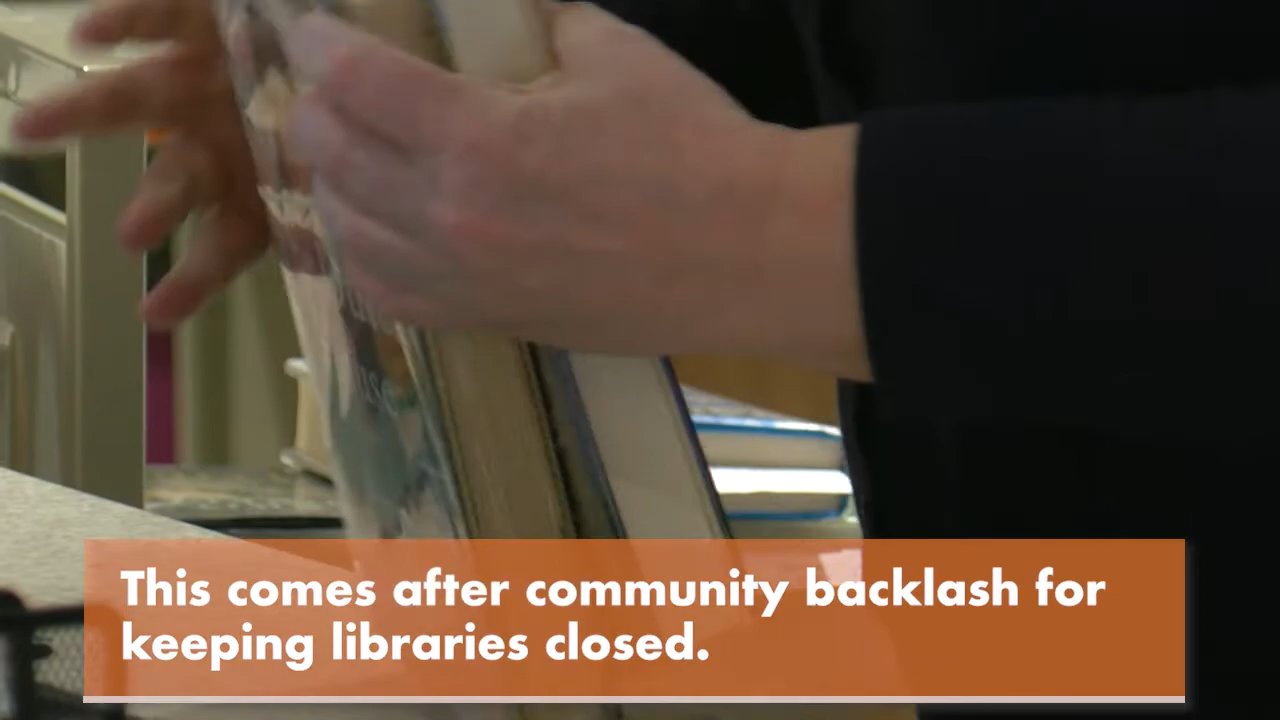 This comes after community backlash for
keeping libraries closed.